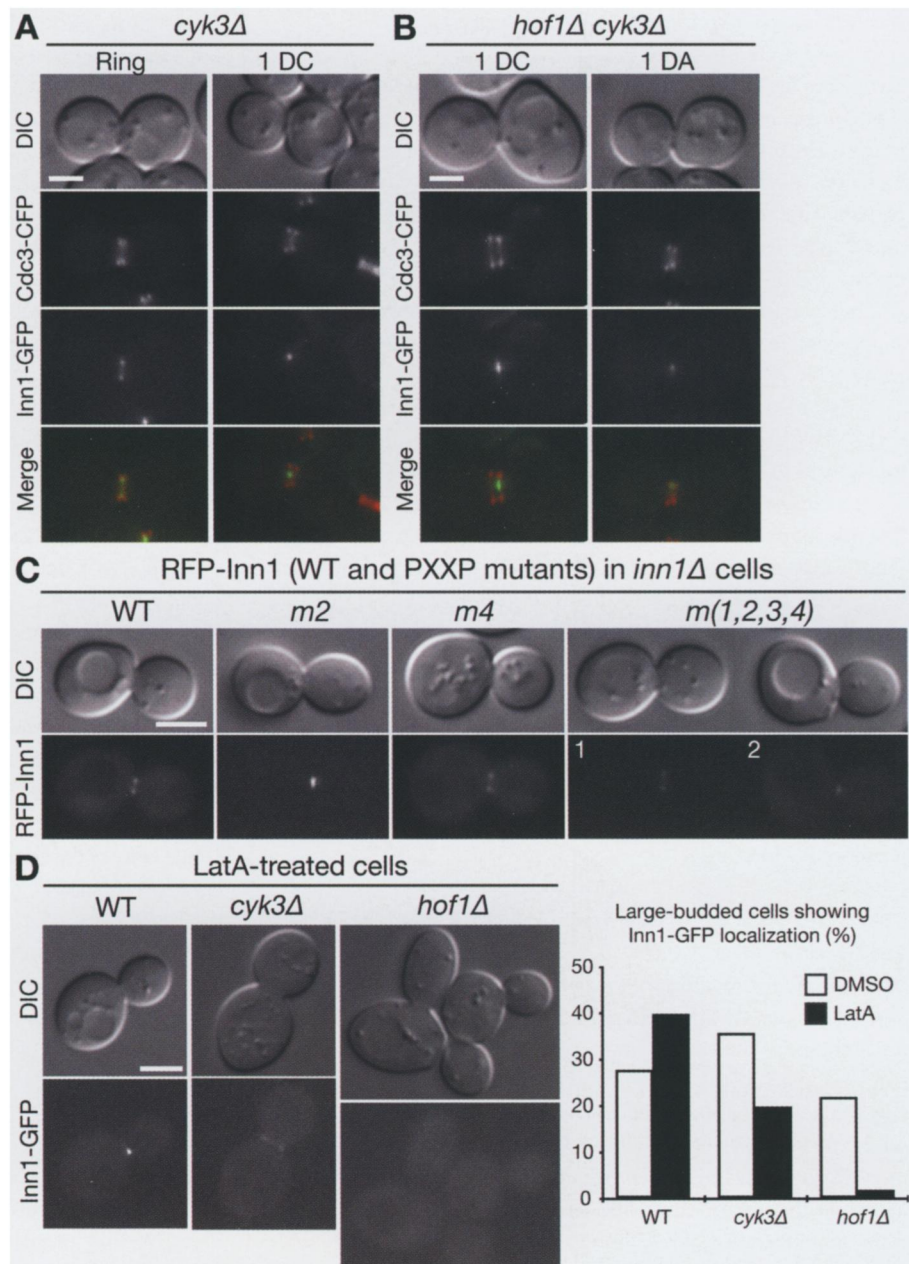 A cyk3Δ B hof1Δ cyk3Δ
Ring 1 DC 1 DC 1 DA
DIC DIC
Cdc3-CFP Cdc3-CFP
Inn1-GFP Inn1-GFP
Merge Merge
C RFP-Inn1 (WT and PXXP mutants) in inn1Δ cells
WT m2 m4 m(1,2,3,4)
DIC
RFP-Inn1
1 2
D LatA-treated cells
WT cyk3Δ hof1Δ
DIC
Inn1-GFP
Large-budded cells showing
Inn1-GFP localization (%)
50
40
30
20
10
0
DMSO
LatA
WT cyk3Δ hof1Δ